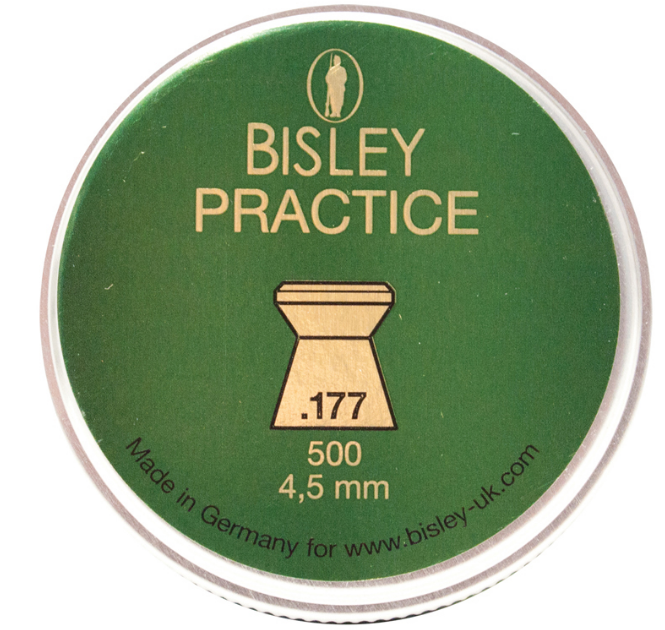 BISLEY
PRACTICE
.177
500
4,5 mm
Made in Germany for www.bisley-uk.com